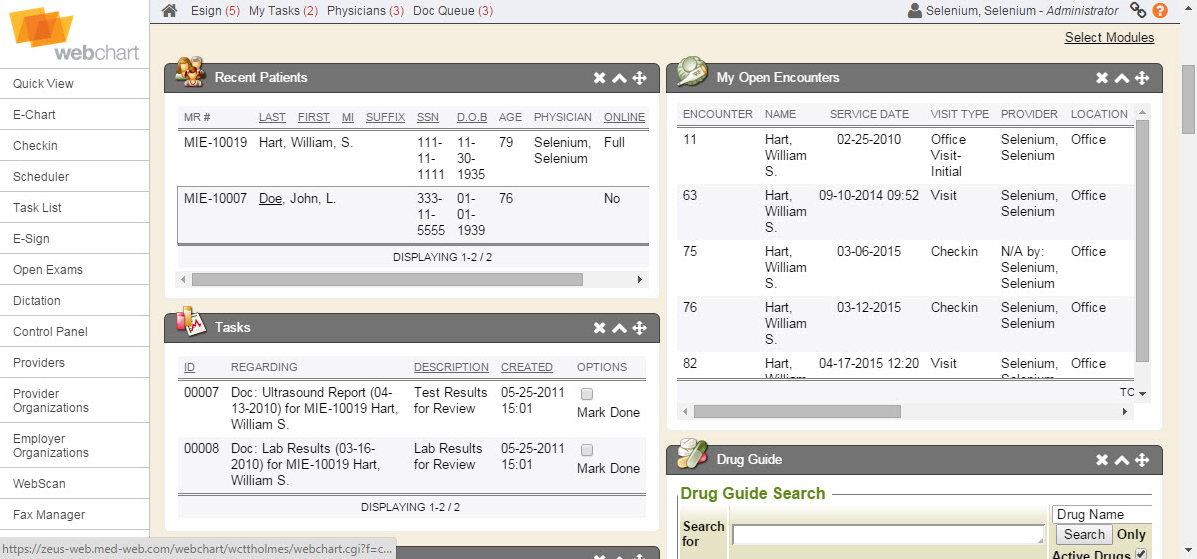 webchart
Esign (5) My Tasks (2) Physicians (3) Doc Queue (3)
Selenium, Selenium - Administrator
Select Modules
Quick View
E-Chart
Checkin
Scheduler
Task List
E-Sign
Open Exams
Dictation
Control Panel
Providers
Provider
Organizations
Employer
Organizations
WebScan
Fax Manager
Recent Patients
MR # LAST FIRST MI SUFFIX SSN D.O.B AGE PHYSICIAN ONLINE
MIE-10019 Hart, William, S. 111- 11- 79 Selenium, Full
11- 30- Selenium
1111 1935
MIE-10007 Doe, John, L. 333- 01- 76 No
11- 01-
5555 1939
DISPLAYING 1-2 / 2
Tasks
ID REGARDING DESCRIPTION CREATED OPTIONS
00007 Doc: Ultrasound Report (04- Test Results 05-25-2011
13-2010) for MIE-10019 Hart, for Review 15:01 Mark Done
William S.
00008 Doc: Lab Results (03-16- Lab Results 05-25-2011
2010) for MIE-10019 Hart, for Review 15:01 Mark Done
William S.
DISPLAYING 1-2 / 2
My Open Encounters
ENCOUNTER NAME SERVICE DATE VISIT TYPE PROVIDER LOCATION
11 Hart, 02-25-2010 Office Selenium, Office
William Visit- Selenium
S. Initial
63 Hart, 09-10-2014 09:52 Visit Selenium, Office
William Selenium
S.
75 Hart, 03-06-2015 Checkin N/A by: Office
William Selenium,
S. Selenium
76 Hart, 03-12-2015 Checkin Selenium, Office
William Selenium
S.
82 Hart, 04-17-2015 12:20 Visit Selenium, Office
TO
Drug Guide
Drug Guide Search
Search
for
Drug Name
Search Only
Active Drugs
https://zeus-web.med-web.com/webchart/wcttholmes/webchart.cgi?f=c...